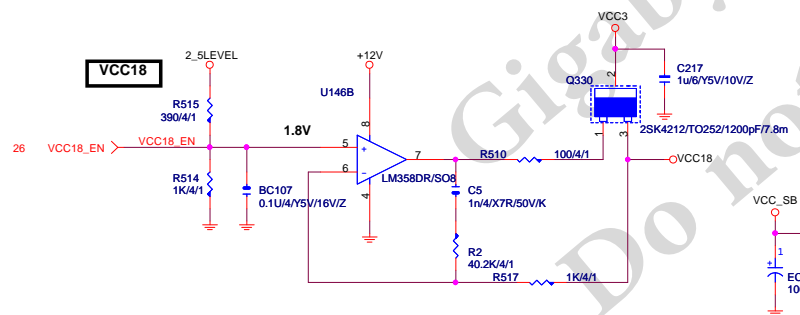 VCC18
2_5LEVEL
+12V
VCC3
U146B
Q330
C217
1u/6/Y5V/10V/Z
R515
390/4/1
1.8V
2
8
2SK4212/TO252/1200pF/7.8m
26
VCC18_EN
VCC18_EN
5
+
7
R510
100/4/1
1
3
VCC18
6
-
LM358DR/SO8
R514
1K/4/1
BC107
0.1U/4/Y5V/16V/Z
4
C5
1n/4/X7R/50V/K
VCC_SB
R2
40.2K/4/1
R517
1K/4/1
1
+
EC
10
Gigaby
Do no